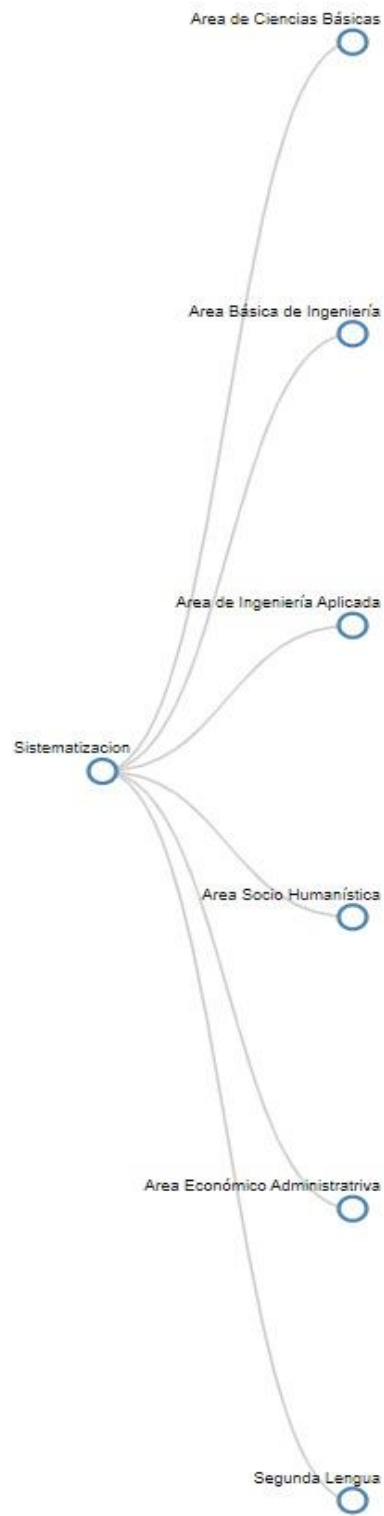 Area de Ciencias Básicas
Area Básica de Ingeniería
Area de Ingeniería Aplicada
Sistematizacion
Area Socio Humanística
Area Económico Administratriva
Segunda Lengua